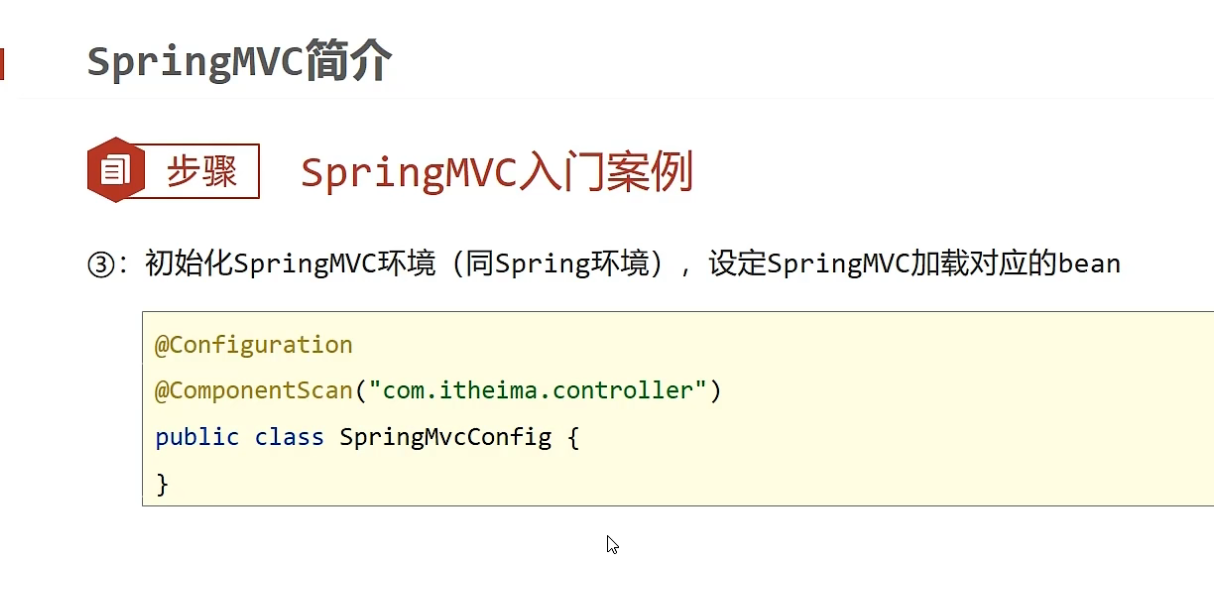 SpringMVC简介
步骤
SpringMVC入门案例
③：初始化SpringMVC环境（同Spring环境），设定SpringMVC加载对应的bean
@Configuration
@ComponentScan("com.itheima.controller")
public class SpringMvcConfig {
}